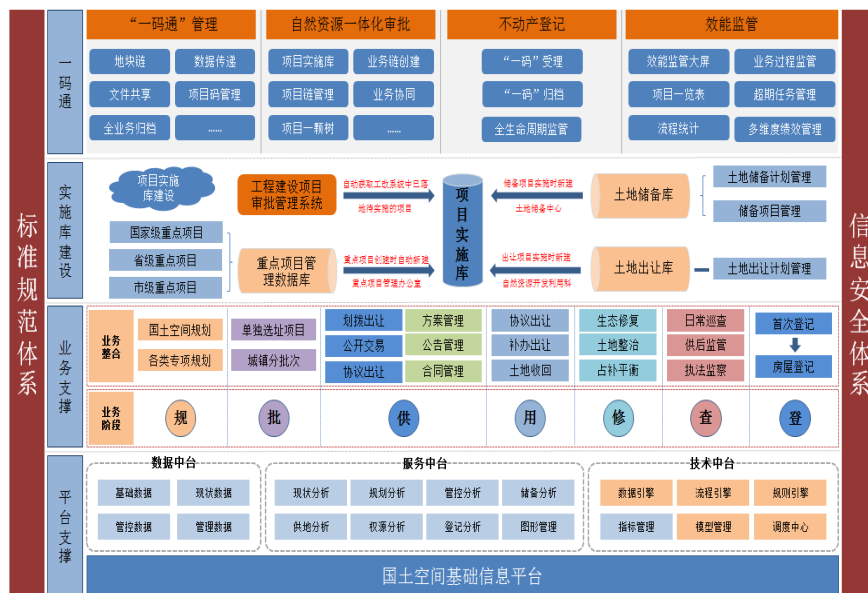 标准规范体系
信息安全体系
一码通
“一码通”管理
地块链
数据传递
文件共享
项目码管理
全业务归档
......
自然资源一体化审批
项目实施库
业务链创建
项目链管理
业务协同
项目一颗树
......
不动产登记
“一码”受理
“一码”归档
全生命周期监管
效能监管
效能监管大屏
业务过程监管
项目一览表
超期任务管理
流程统计
多维度绩效管理
实施库建设
项目实施
库建设
国家级重点项目
省级重点项目
市级重点项目
工程建设项目
审批管理系统
重点项目管
理数据库
自动获取工改系统中已落
地待实施的项目
重点项目创建时自动新建
重点项目管理办公室
项目实施库
储备项目实施时新建
土地储备中心
出让项目实施时新建
自然资源开发利用科
土地储备库
土地出让库
土地储备计划管理
储备项目管理
土地出让计划管理
业务支撑
业务
整合
国土空间规划
各类专项规划
单独选址项目
城镇分批次
划拨出让
公开交易
协议出让
方案管理
公告管理
合同管理
协议出让
补办出让
土地收回
生态修复
土地整治
占补平衡
日常巡查
供后监管
执法监察
首次登记
房屋登记
业务
阶段
规
批
供
用
修
查
登
平台支撑
数据中台
基础数据
现状数据
管控数据
管理数据
服务中台
现状分析
规划分析
管控分析
储备分析
供地分析
权源分析
登记分析
图形管理
技术中台
数据引擎
流程引擎
规则引擎
指标管理
模型管理
调度中心
国土空间基础信息平台